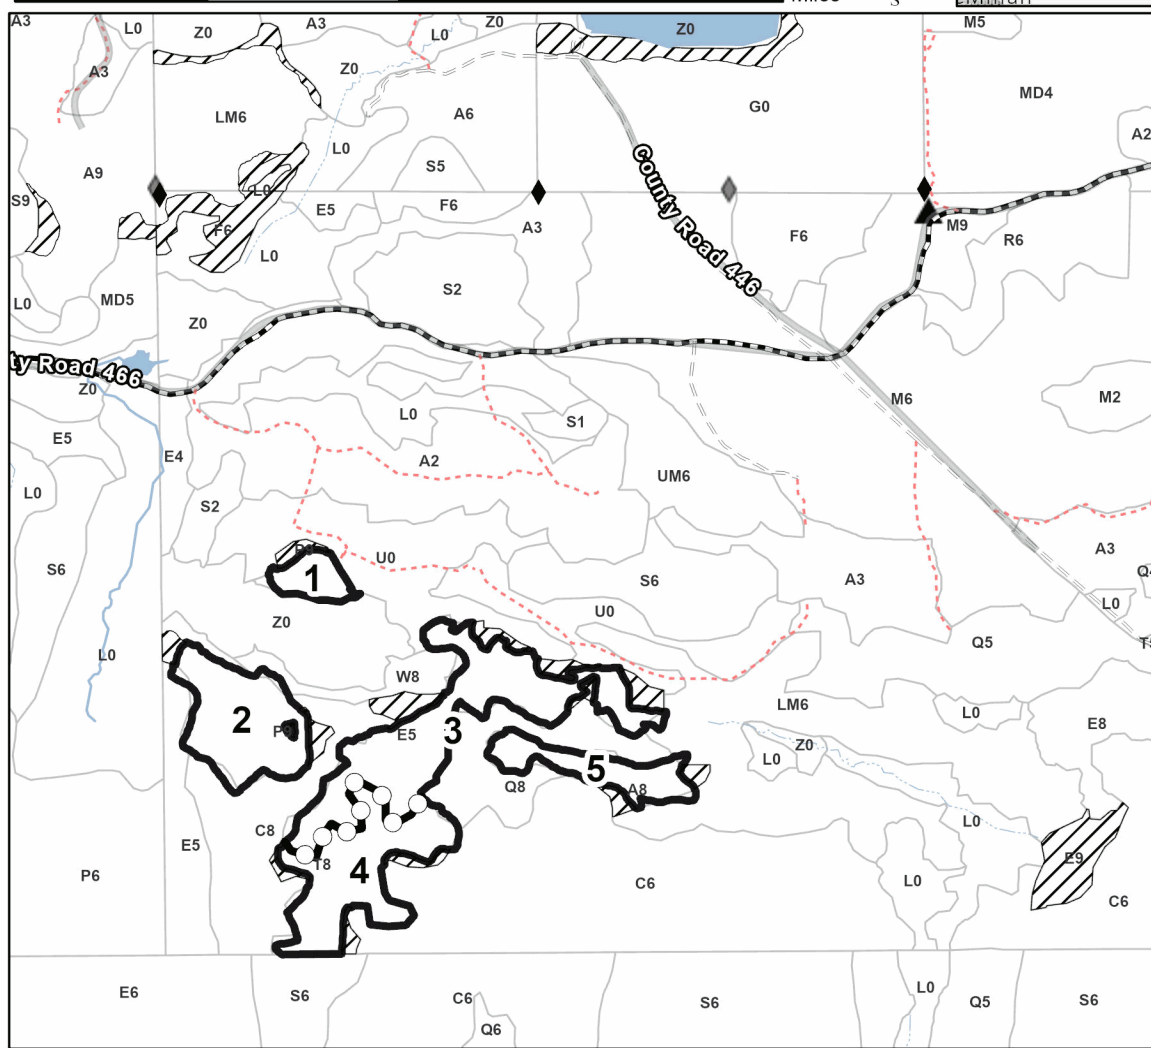 Miles
S
A3
L0
Z0
A3
L0
Z0
Z0
M5
A3
Z0
LM6
A6
G0
MD4
A2
L0
A9
S5
S9
L0
E5
F6
A3
County Road 446
F6
M9
R6
F6
L0
L0
MD5
Z0
S2
ty Road 466
Z0
M6
M2
E5
E4
L0
S1
A2
UM6
L0
S2
S6
U0
S6
A3
A3
L0
1
U0
Z0
Q5
L0
W8
LM6
L0
E8
2
P9
E5
3
Z0
L0
5
Q8
A8
C8
T8
4
L0
E5
P6
C6
E9
L0
C6
E6
S6
C6
Q6
S6
L0
Q5
S6